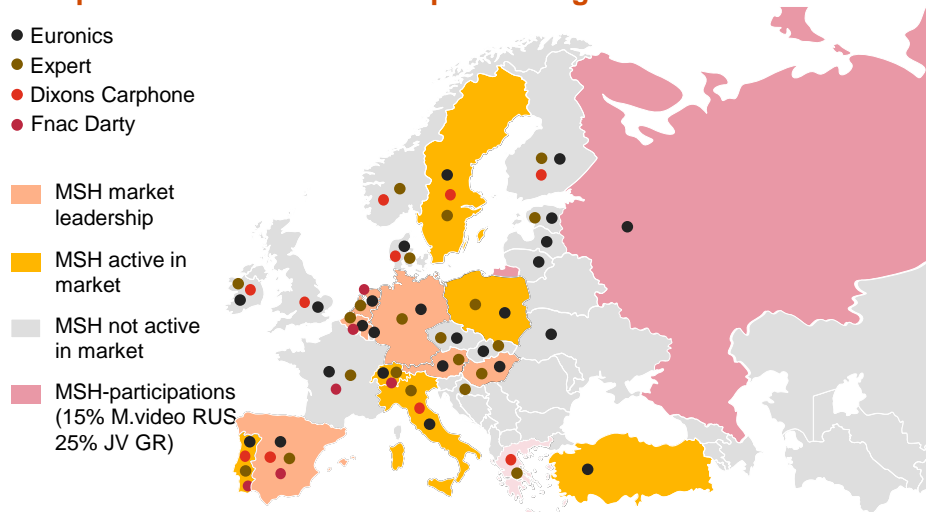 Euronics
Expert
Dixons Carphone
Fnac Darty
MSH market
leadership
MSH active in
market
MSH not active
in market
MSH-participations
(15% M.video RUS
25% JV GR)